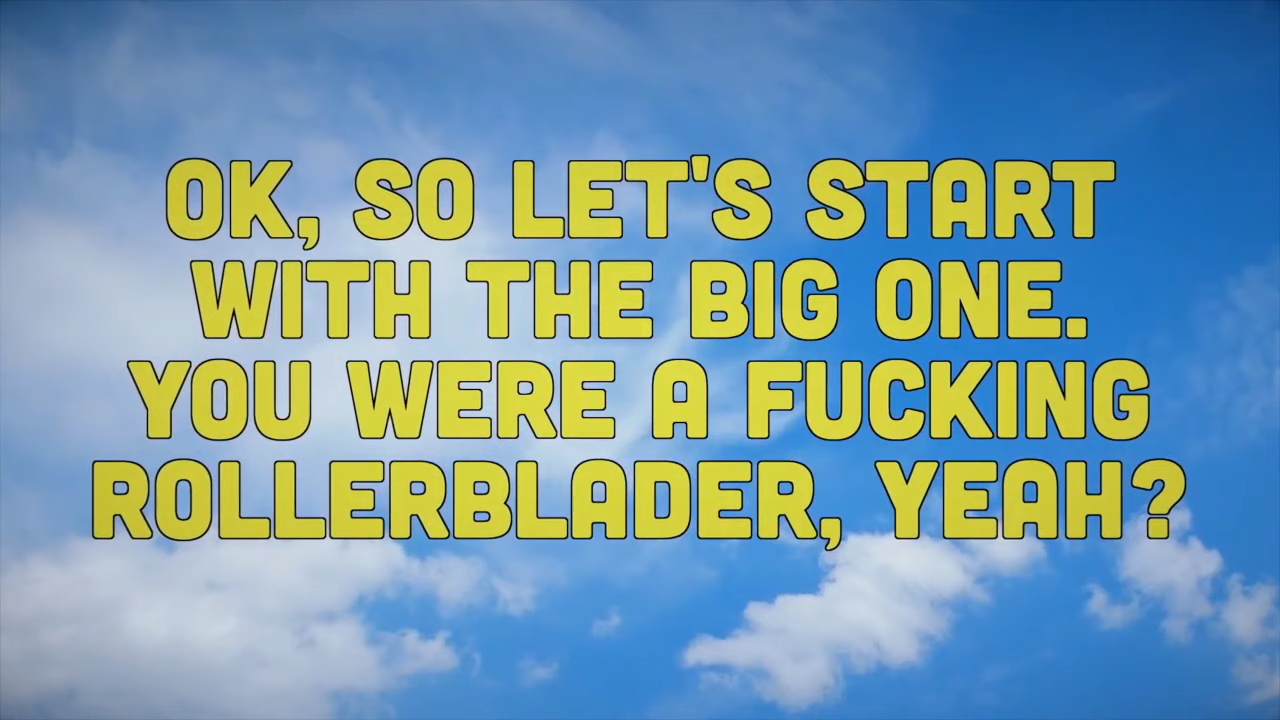 OK, SO LET'S START
WITH THE BIG ONE.
YOU WERE A FUCKING
ROLLERBLADER, YEAH?